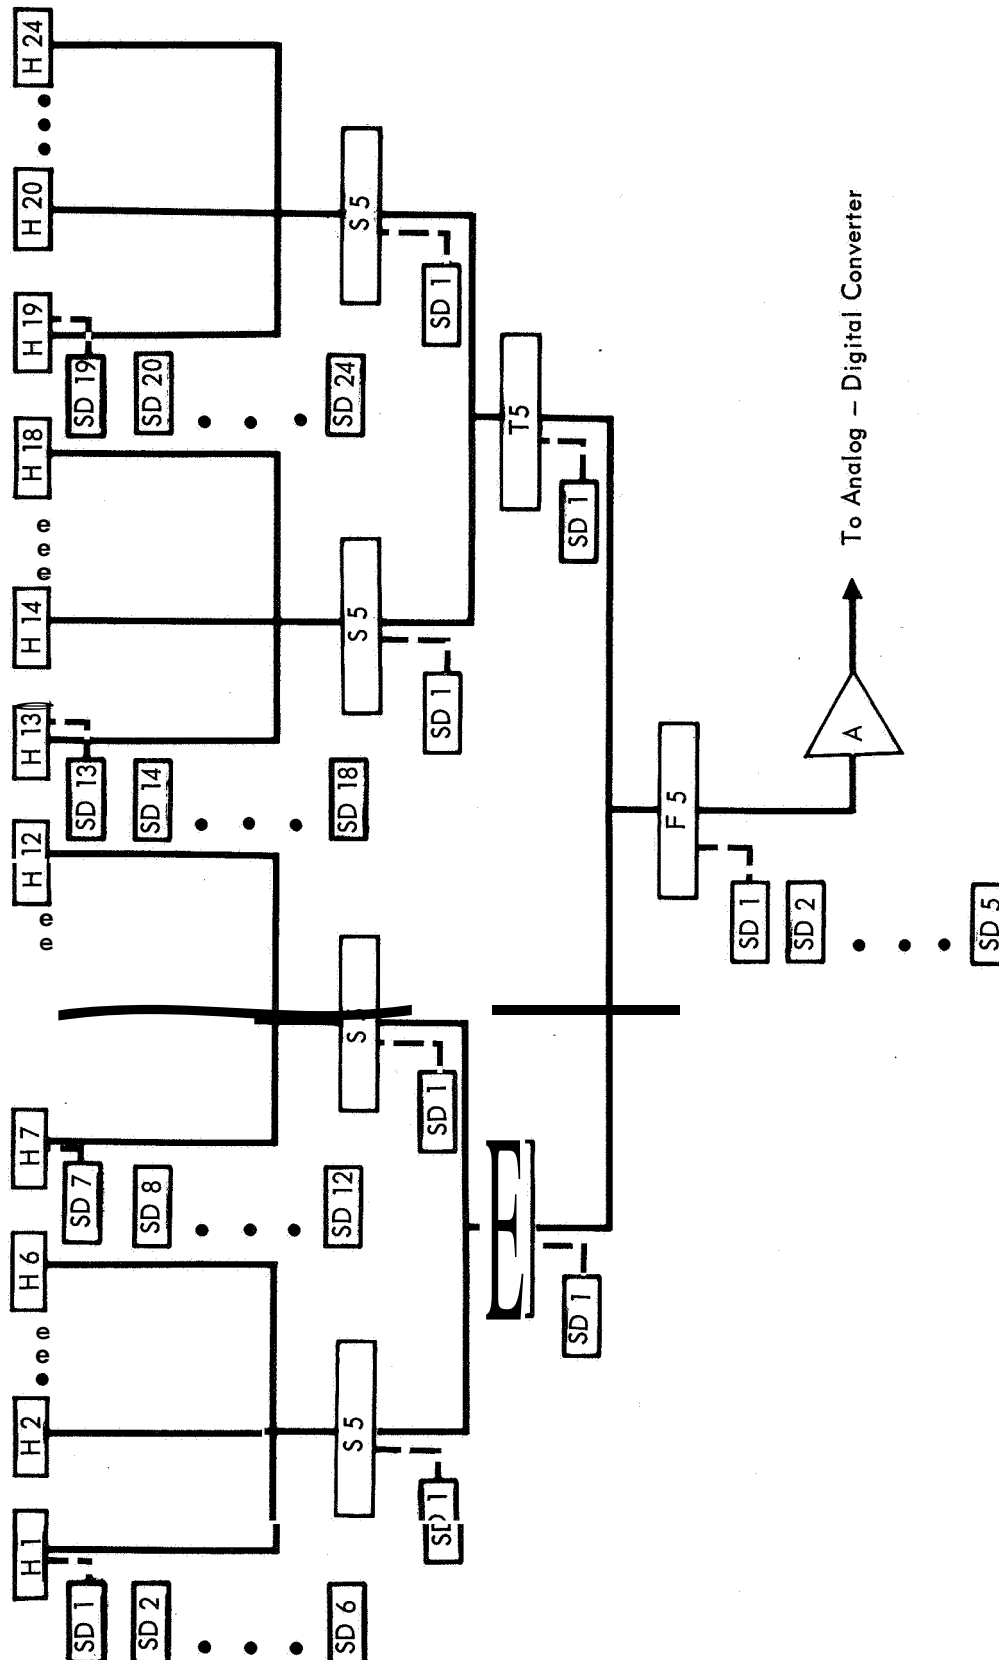 H 1
H 2
● e e
H 6
H 7
e e
H 12
H 13
H 14
e e e
H 18
H 19
H 20
H 24
SD 1
SD 2
SD 6
SD 7
SD 8
SD 12
SD 13
SD 14
SD 18
SD 19
SD 20
SD 24
S 5
S
S 5
S 5
SD 1
SD 1
SD 1
SD 1
T5
SD 1
SD 1
F 5
SD 1
SD 2
SD 5
A
To Analog – Digital Converter